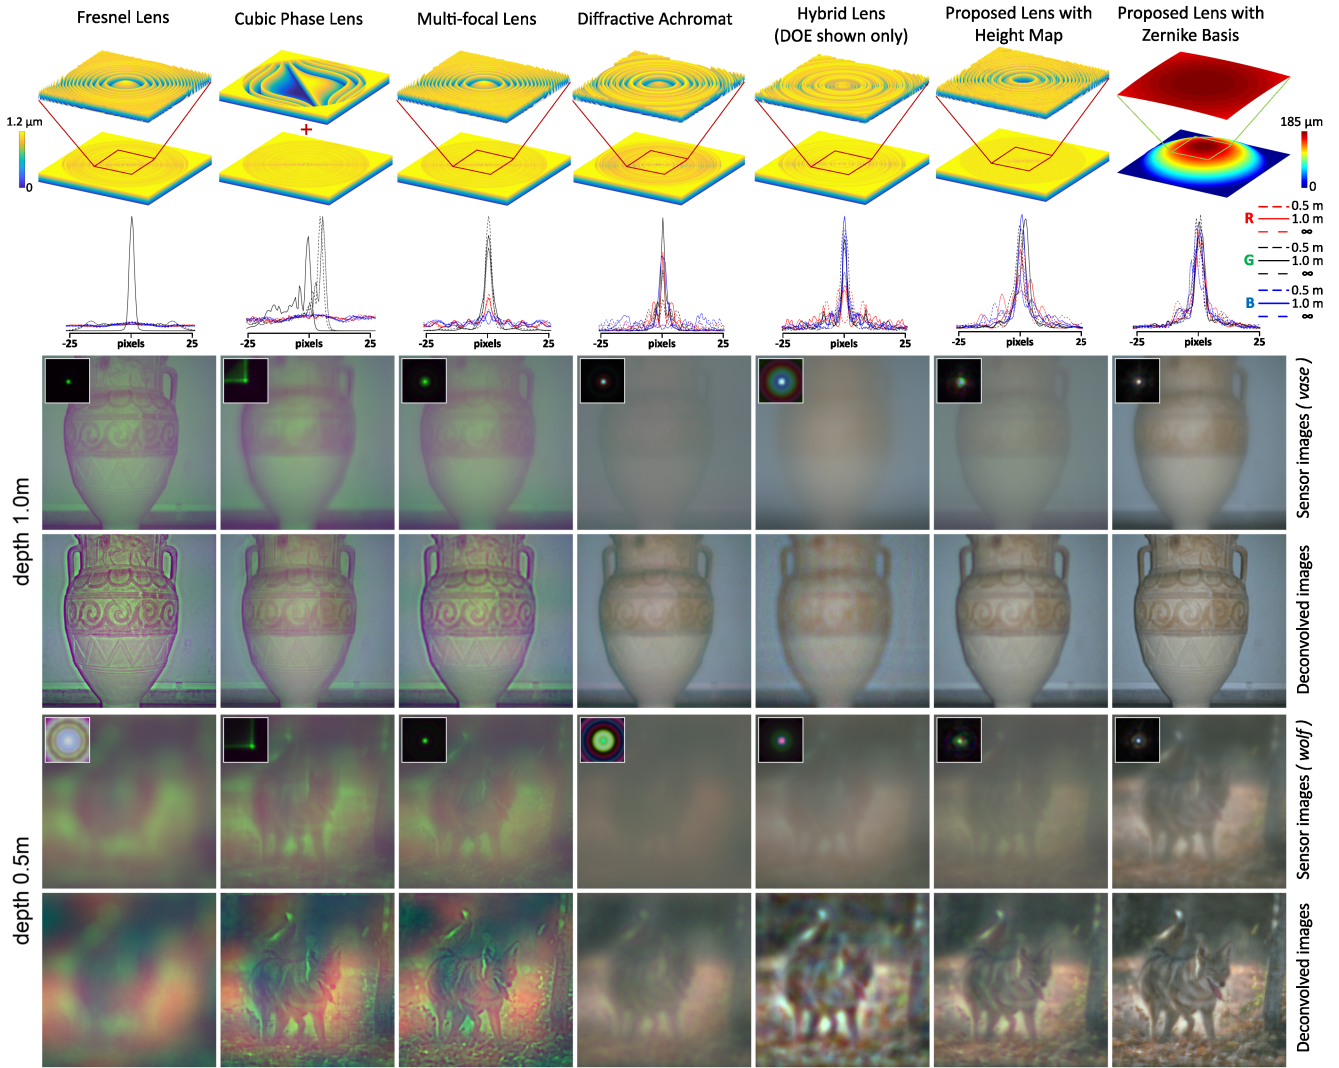 Fresnel Lens
Cubic Phase Lens
Multi-focal Lens
Diffractive Achromat
Hybrid Lens
(DOE shown only)
Proposed Lens with
Height Map
Proposed Lens with
Zernike Basis
1.2 μm
0
+
185 μm
0
R
0.5 m
1.0 m
∞
G
0.5 m
1.0 m
∞
B
0.5 m
1.0 m
∞
-25 pixels 25
-25 pixels 25
-25 pixels 25
-25 pixels 25
-25 pixels 25
-25 pixels 25
-25 pixels 25
depth 1.0m
Sensor images (vase)
Deconvolved images
depth 0.5m
Sensor images (wolf)
Deconvolved images